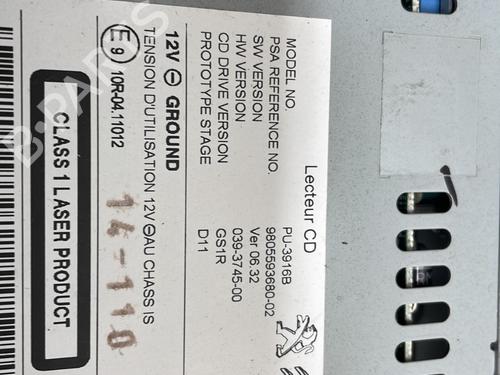 Lecteur CD
MODEL NO. PU-3916B
PSA REFERENCE NO. 9805593680-02
SW VERSION Ver 06.32
HW VERSION 039-3745-00
CD DRIVE VERSION GS1R
PROTOTYPE STAGE D11
12V ⊖ GROUND
TENSION D'UTILISATION 12V ⊖AU CHASS IS
E9 10R-04.11012
14-110
CLASS 1 LASER PRODUCT
B-PARTS